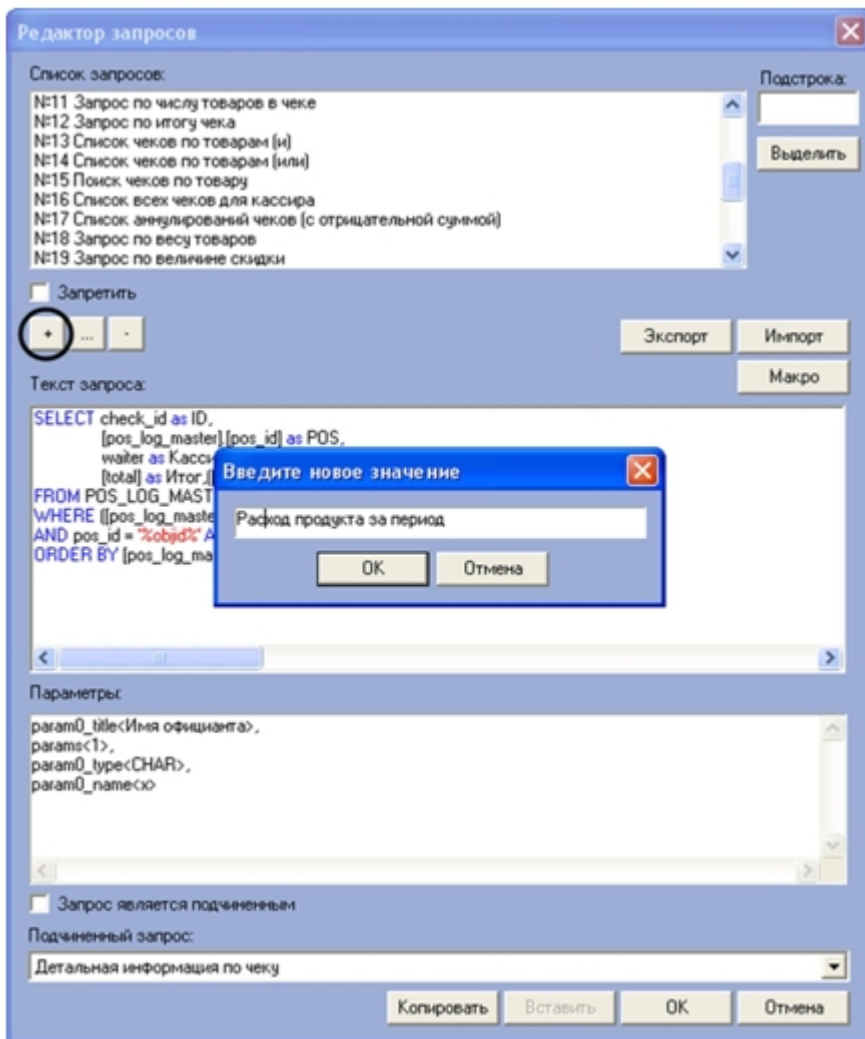 Редактор запросов
Список запросов:
Подстрока:
№11 Запрос по числу товаров в чеке
№12 Запрос по итогу чека
№13 Список чеков по товарам (и)
№14 Список чеков по товарам (или)
№15 Поиск чеков по товару
№16 Список всех чеков для кассира
№17 Список аннулирований чеков (с отрицательной суммой)
№18 Запрос по весу товаров
№19 Запрос по величине скидки
Выделить
Запретить
+ ... -
Экспорт Импорт
Макро
Текст запроса:
SELECT check_id as ID,
[pos_log_master].[pos_id] as POS,
waiter as Касси
[total] as Итог,([
FROM POS_LOG_MAST
WHERE ([pos_log_maste
AND pos_id = "%objid%" A
ORDER BY [pos_log_ma
Введите новое значение
Расход продукта за период
OK Отмена
Параметры:
param0_title<Имя официанта>,
params<1>,
param0_type<CHAR>,
param0_name<x>
Запрос является подчиненным
Подчиненный запрос:
Детальная информация по чеку
Копировать Вставить OK Отмена